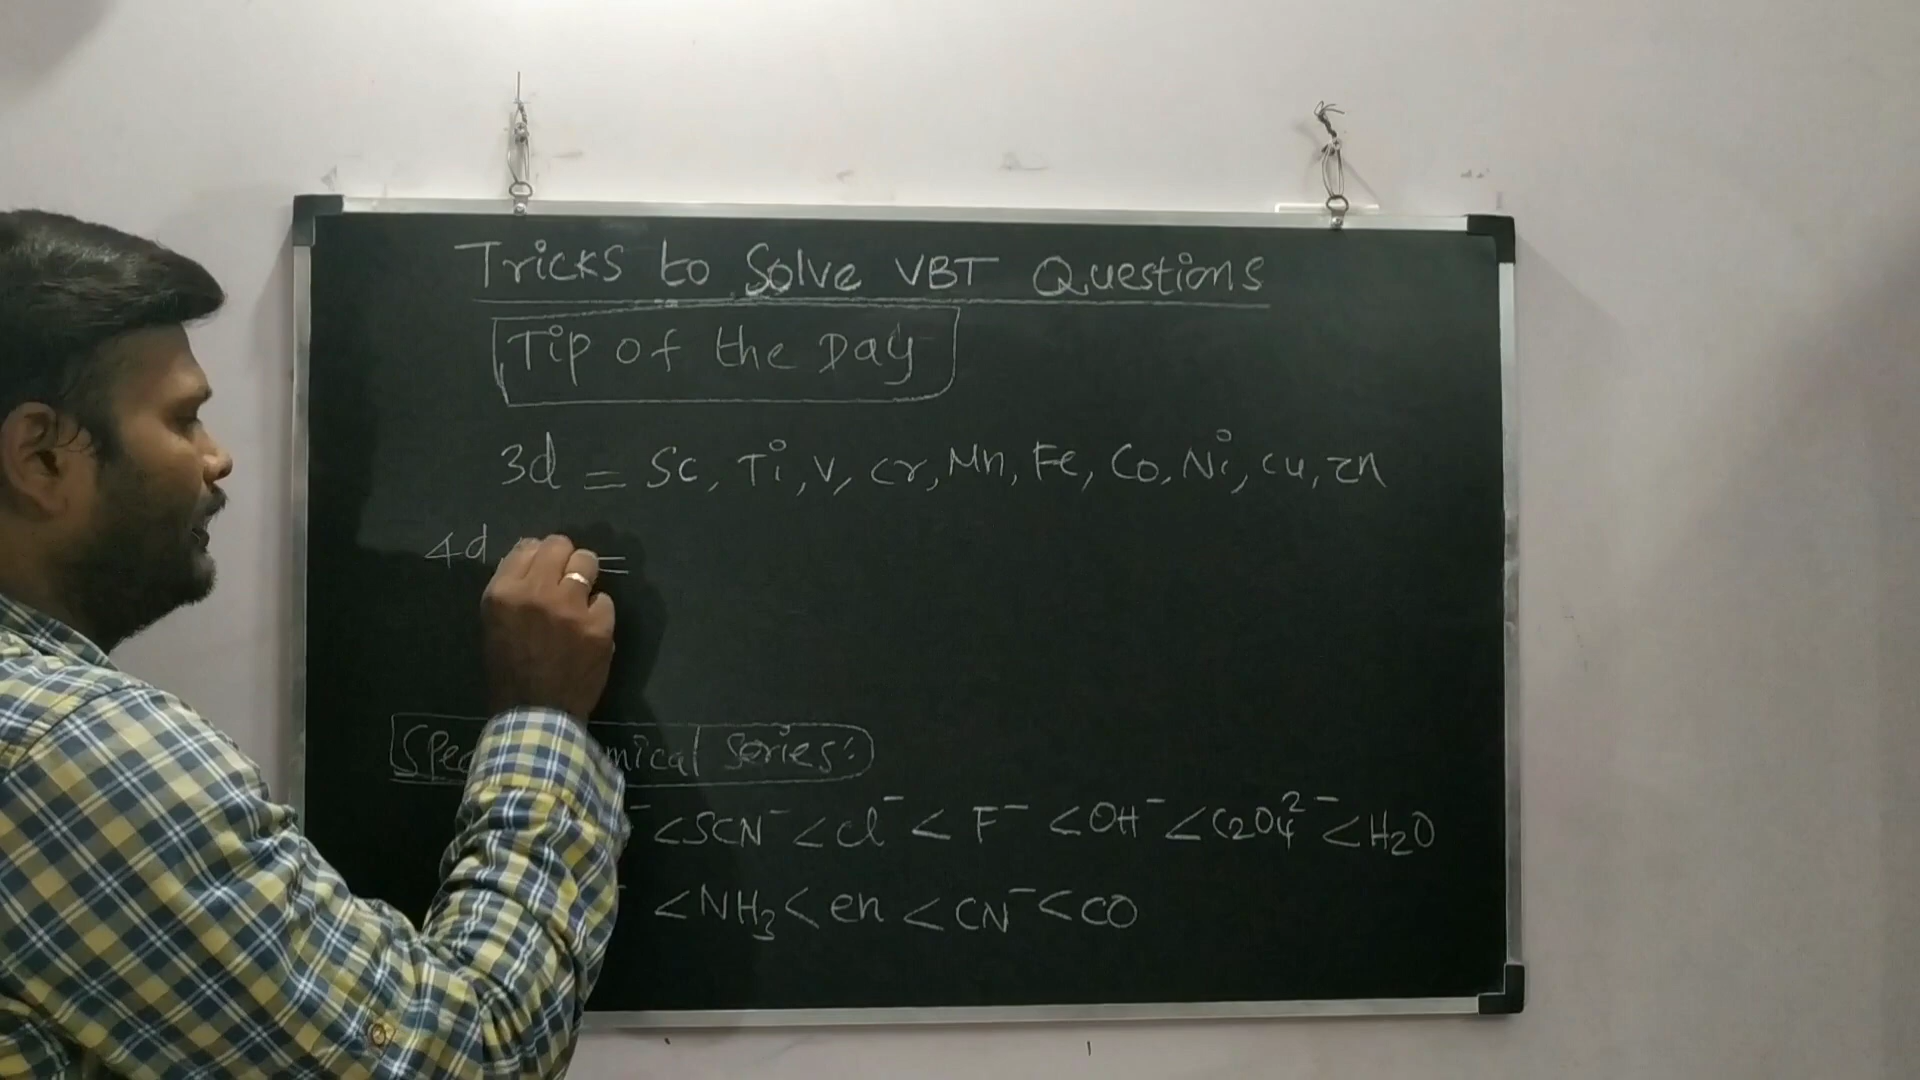 Tricks to Solve VBT Questions
Tip of the Day
3d = Sc, Ti, V, Cr, Mn, Fe, Co, Ni, Cu, Zn
4d =
series:
<SCN⁻ <Cl⁻ < F⁻ <OH⁻ <C2O4²⁻ <H2O
<NH3 < en < CN⁻ <CO